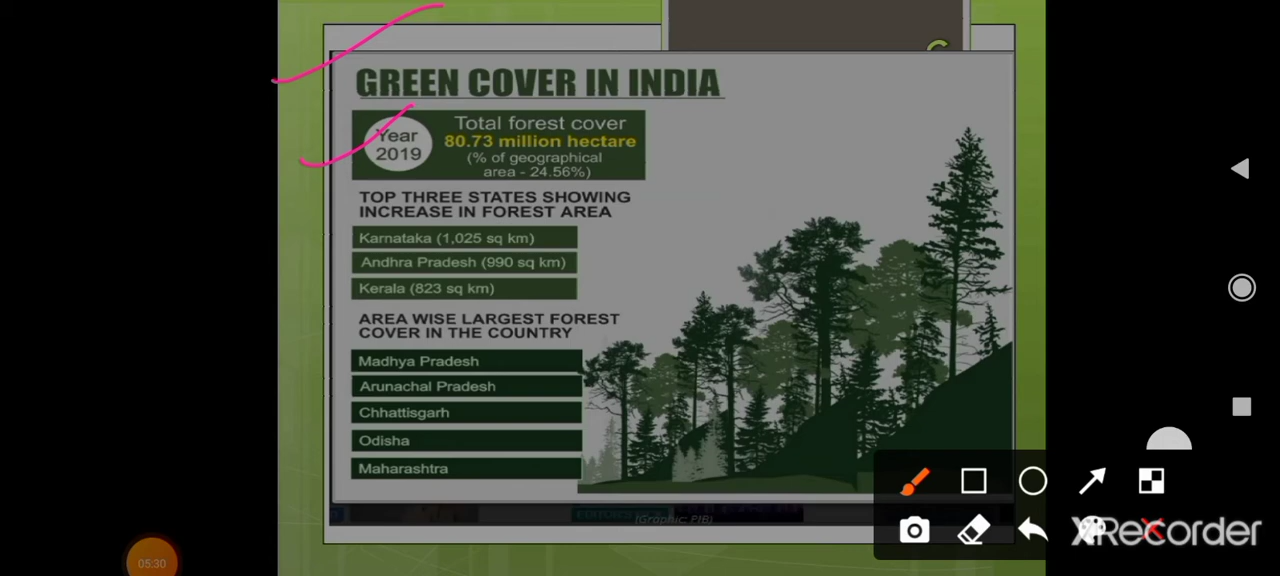 GREEN COVER IN INDIA
Year
2019
Total forest cover
80.73 million hectare
(% of geographical
area - 24.56%)
TOP THREE STATES SHOWING
INCREASE IN FOREST AREA
Karnataka (1,025 sq km)
Andhra Pradesh (990 sq km)
Kerala (823 sq km)
AREA WISE LARGEST FOREST
COVER IN THE COUNTRY
Madhya Pradesh
Arunachal Pradesh
Chhattisgarh
Odisha
Maharashtra
(Graphic: PIB)
XRecorder
05:30